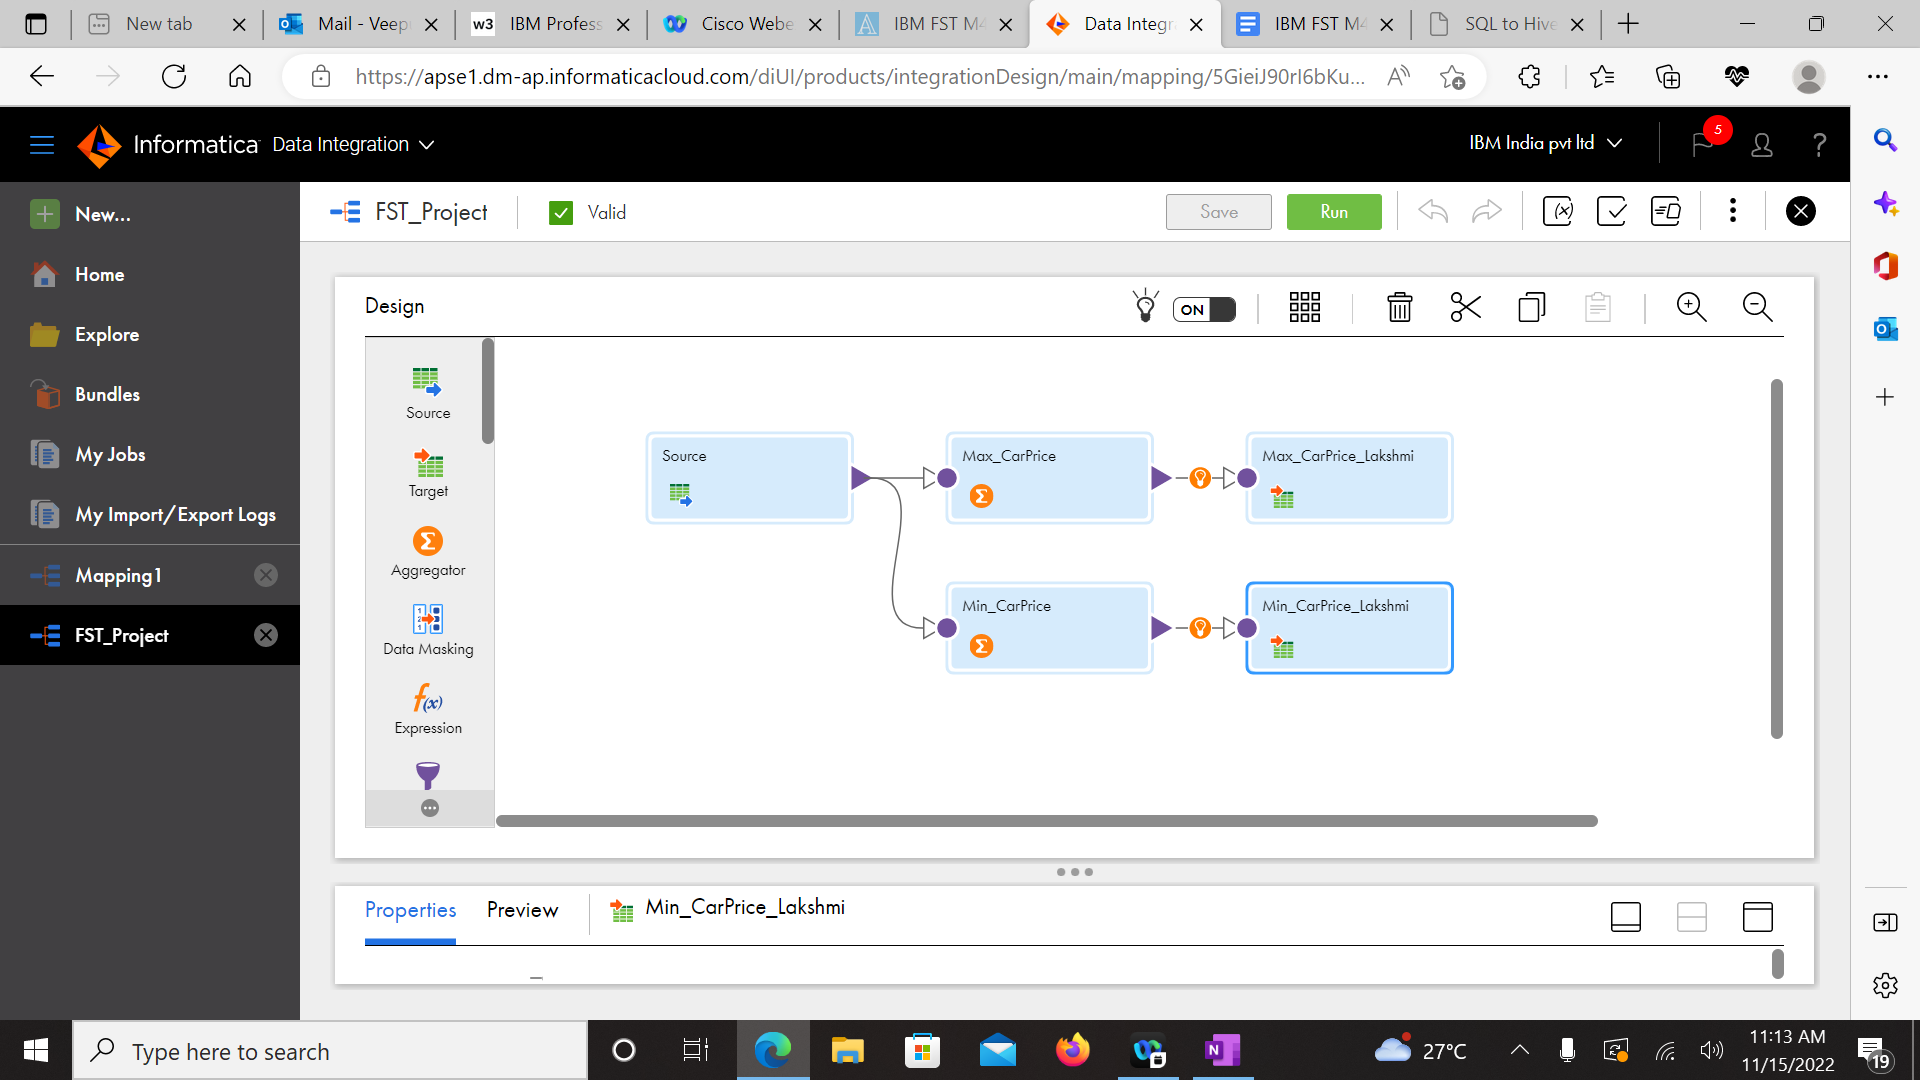 New tab
Mail - Veep
w3
IBM Profess
Cisco Webe
IBM FST M4
Data Integr
IBM FST M4
SQL to Hive
https://apse1.dm-ap.informaticacloud.com/diUI/products/integrationDesign/main/mapping/5GieiJ90rI6bKu...
Informatica Data Integration
IBM India pvt ltd
5
?
New...
Home
Explore
Bundles
My Jobs
My Import/Export Logs
Mapping1
FST_Project
FST_Project
Valid
Save
Run
Design
ON
Source
Target
Aggregator
Data Masking
Expression
Source
Max_CarPrice
Max_CarPrice_Lakshmi
Min_CarPrice
Min_CarPrice_Lakshmi
Properties
Preview
Min_CarPrice_Lakshmi
Type here to search
27°C
11:13 AM
11/15/2022
19